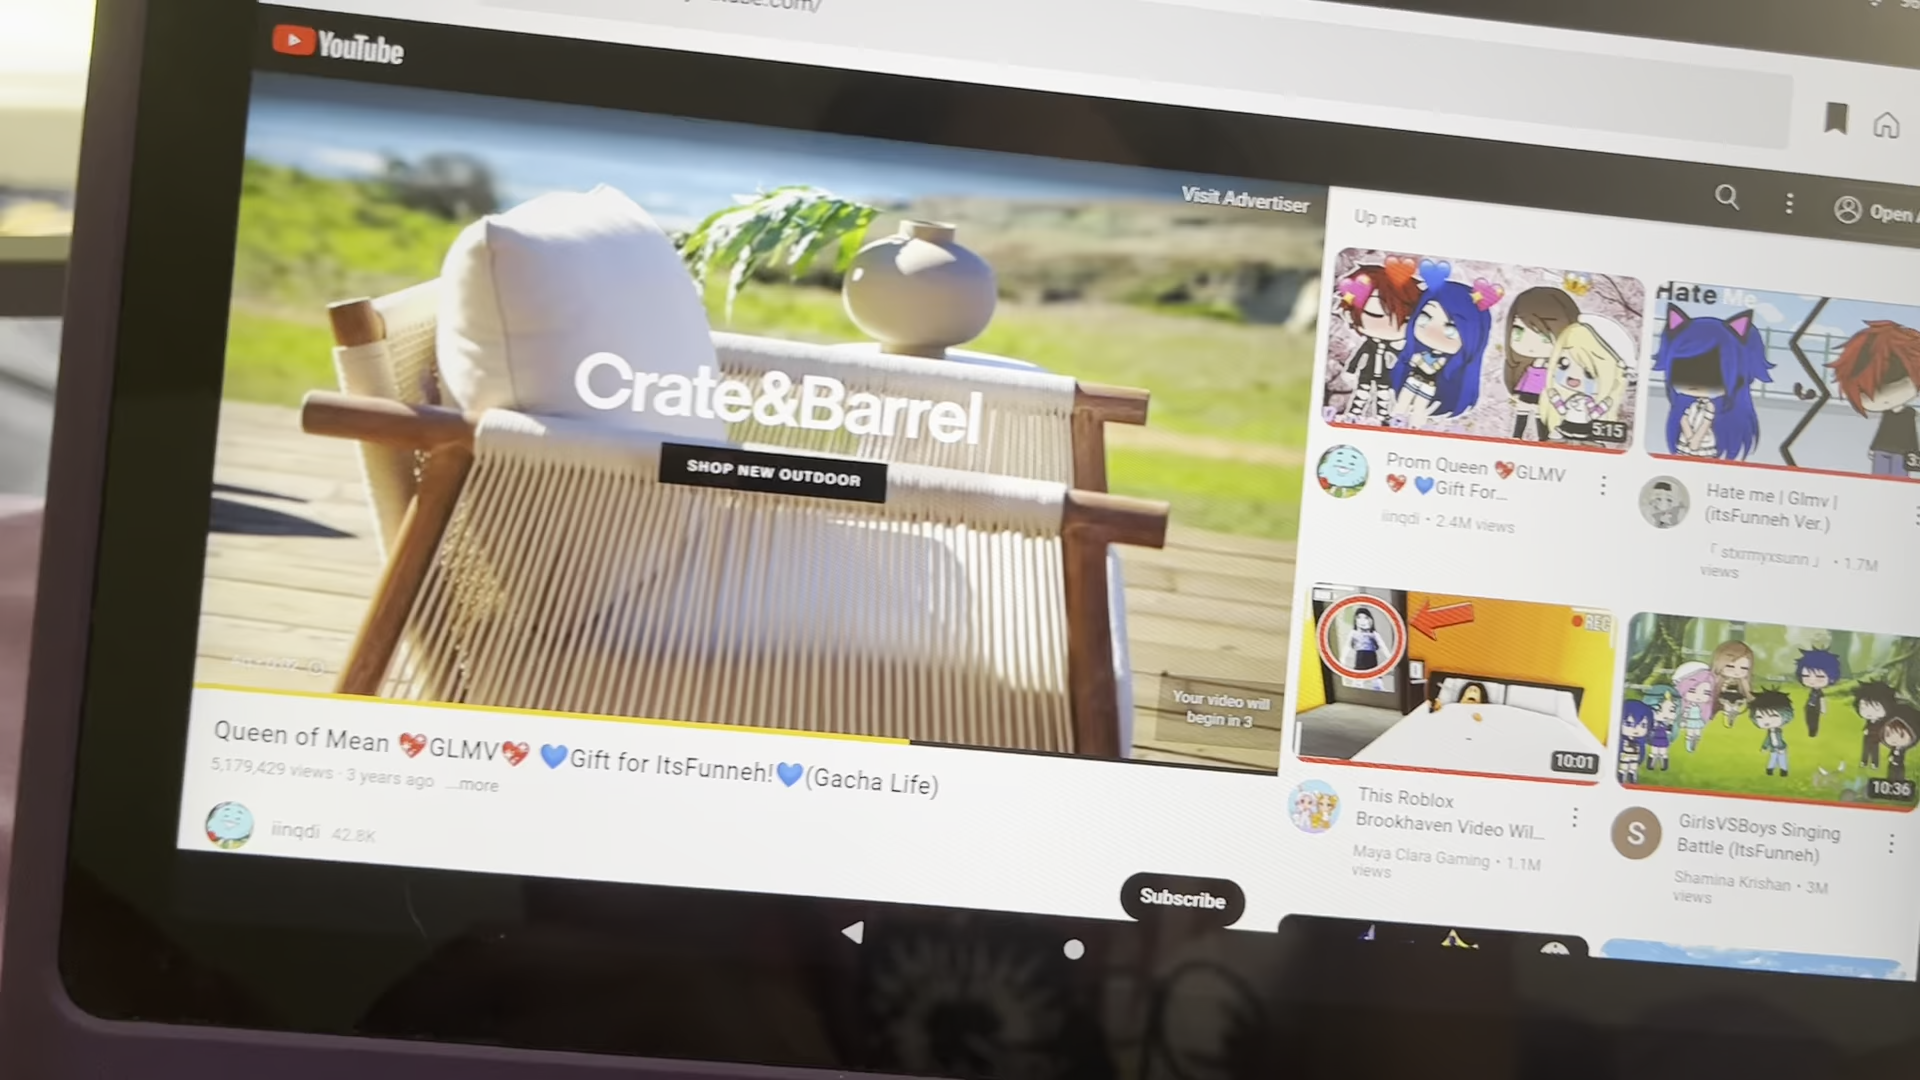 YouTube
Open
Visit Advertiser
Crate&Barrel
SHOP NEW OUTDOOR
Your video will
begin in 3
Queen of Mean 💖GLMV💖 💙Gift for ItsFunneh!💙(Gacha Life)
5,179,429 views · 3 years ago ...more
iinqdi 42.8K
Subscribe
Up next
5:15
Prom Queen 💖GLMV
💖 💙Gift For...
iinqdi • 2.4M views
Hate Me
Hate me | Glmv |
(itsFunneh Ver.)
「 stxrmyxsunn 」 • 1.7M
views
REC
10:01
This Roblox
Brookhaven Video Wil...
Maya Clara Gaming • 1.1M
views
10:36
S
GirlsVSBoys Singing
Battle (ItsFunneh)
Shamina Krishan • 3M
views